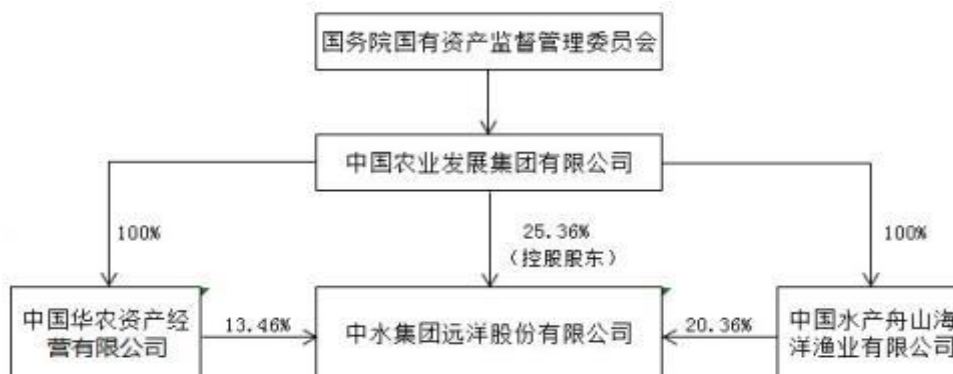 国务院国有资产监督管理委员会
中国农业发展集团有限公司
100%
25.36%
（控股股东）
100%
中国华农资产经
营有限公司
13.46%
中水集团远洋股份有限公司
20.36%
中国水产舟山海
洋渔业有限公司